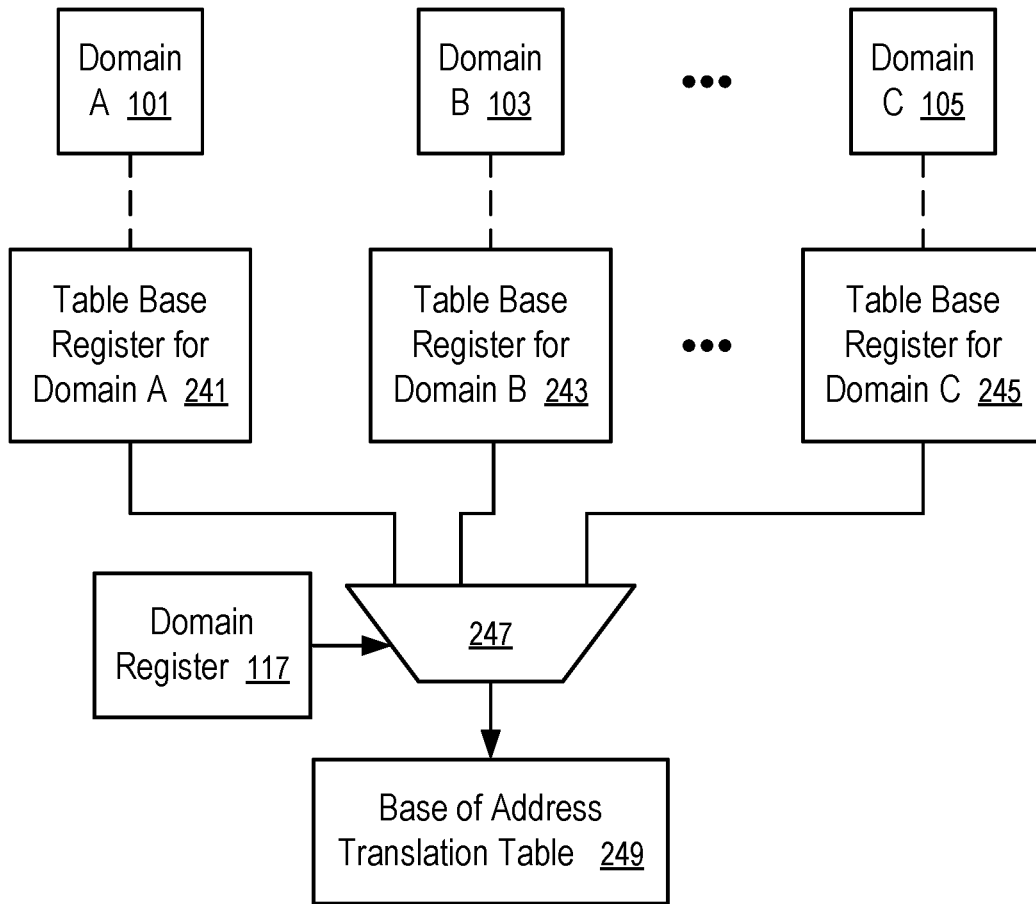 Domain
A 101
Domain
B 103
Domain
C 105
Table Base
Register for
Domain A 241
Table Base
Register for
Domain B 243
Table Base
Register for
Domain C 245
Domain
Register 117
247
Base of Address
Translation Table 249